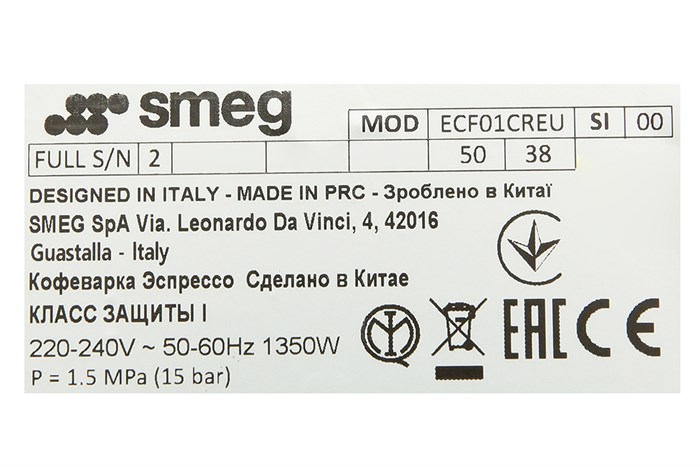 smeg
MOD ECF01CREU SI 00
FULL S/N 2 50 38
DESIGNED IN ITALY - MADE IN PRC - Зроблено в Китаї
SMEG SpA Via. Leonardo Da Vinci, 4, 42016
Guastalla - Italy
Кофеварка Эспрессо Сделано в Китае
КЛАСС ЗАЩИТЫ I
220-240V ~ 50-60Hz 1350W
P = 1.5 MPa (15 bar)
EAC CE